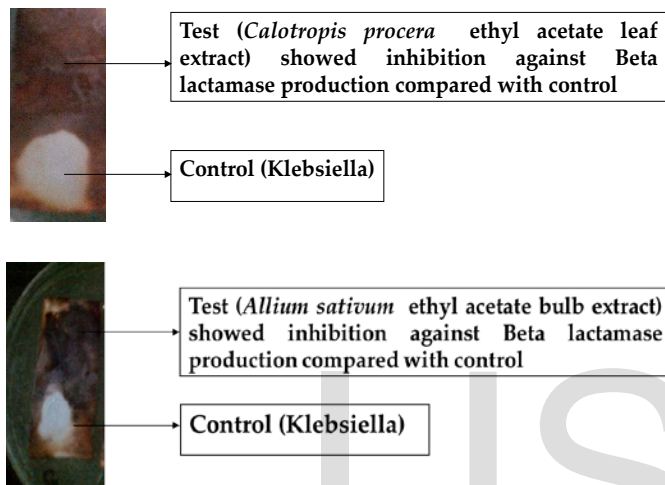 Test (Calotropis procera ethyl acetate leaf
extract) showed inhibition against Beta
lactamase production compared with control
Control (Klebsiella)
Test (Allium sativum ethyl acetate bulb extract)
showed inhibition against Beta lactamase
production compared with control
Control (Klebsiella)